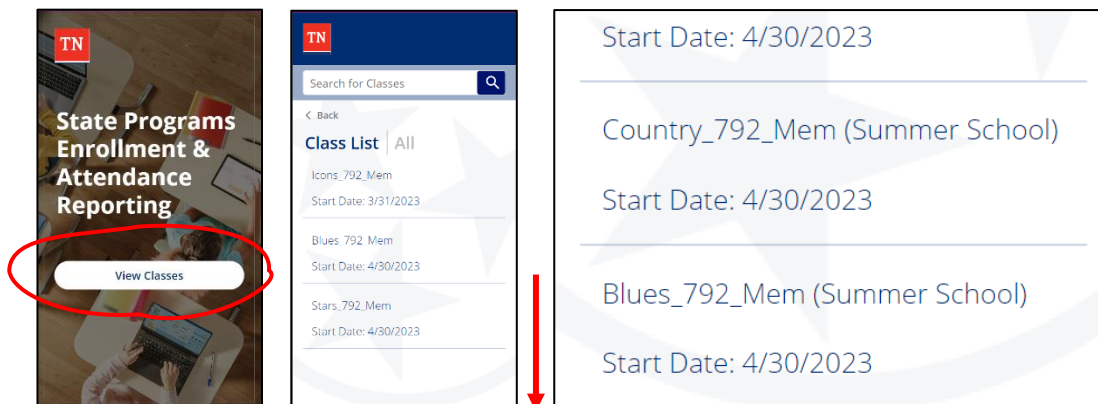 TN
State Programs
Enrollment &
Attendance
Reporting
View Classes
TN
Search for Classes
< Back
Class List | All
Icons_792_Mem
Start Date: 3/31/2023
Blues_792_Mem
Start Date: 4/30/2023
Stars_792_Mem
Start Date: 4/30/2023
Start Date: 4/30/2023
Country_792_Mem (Summer School)
Start Date: 4/30/2023
Blues_792_Mem (Summer School)
Start Date: 4/30/2023